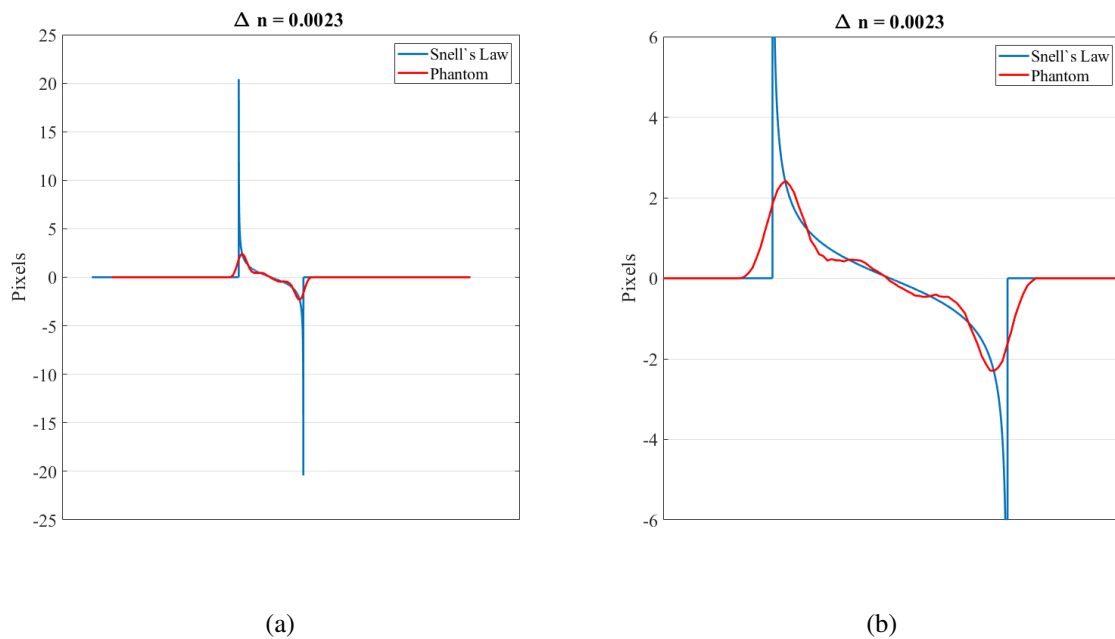 Δ n = 0.0023
25
20
15
10
5
0
-5
-10
-15
-20
-25
Pixels
Snell`s Law
Phantom
(a)
Δ n = 0.0023
6
4
2
0
-2
-4
-6
Pixels
Snell`s Law
Phantom
(b)